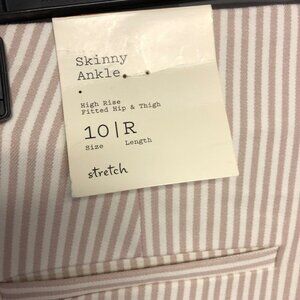 Skinny
Ankle
High Rise
Fitted Hip & Thigh
10|R
Size Length
stretch